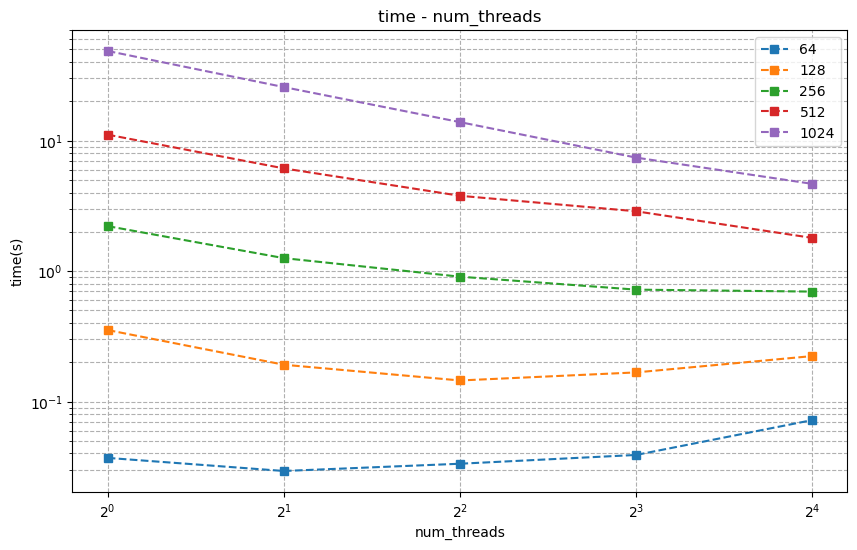 time - num_threads
64
128
256
512
1024
10¹
10⁰
10⁻¹
time(s)
2⁰ 2¹ 2² 2³ 2⁴
num_threads